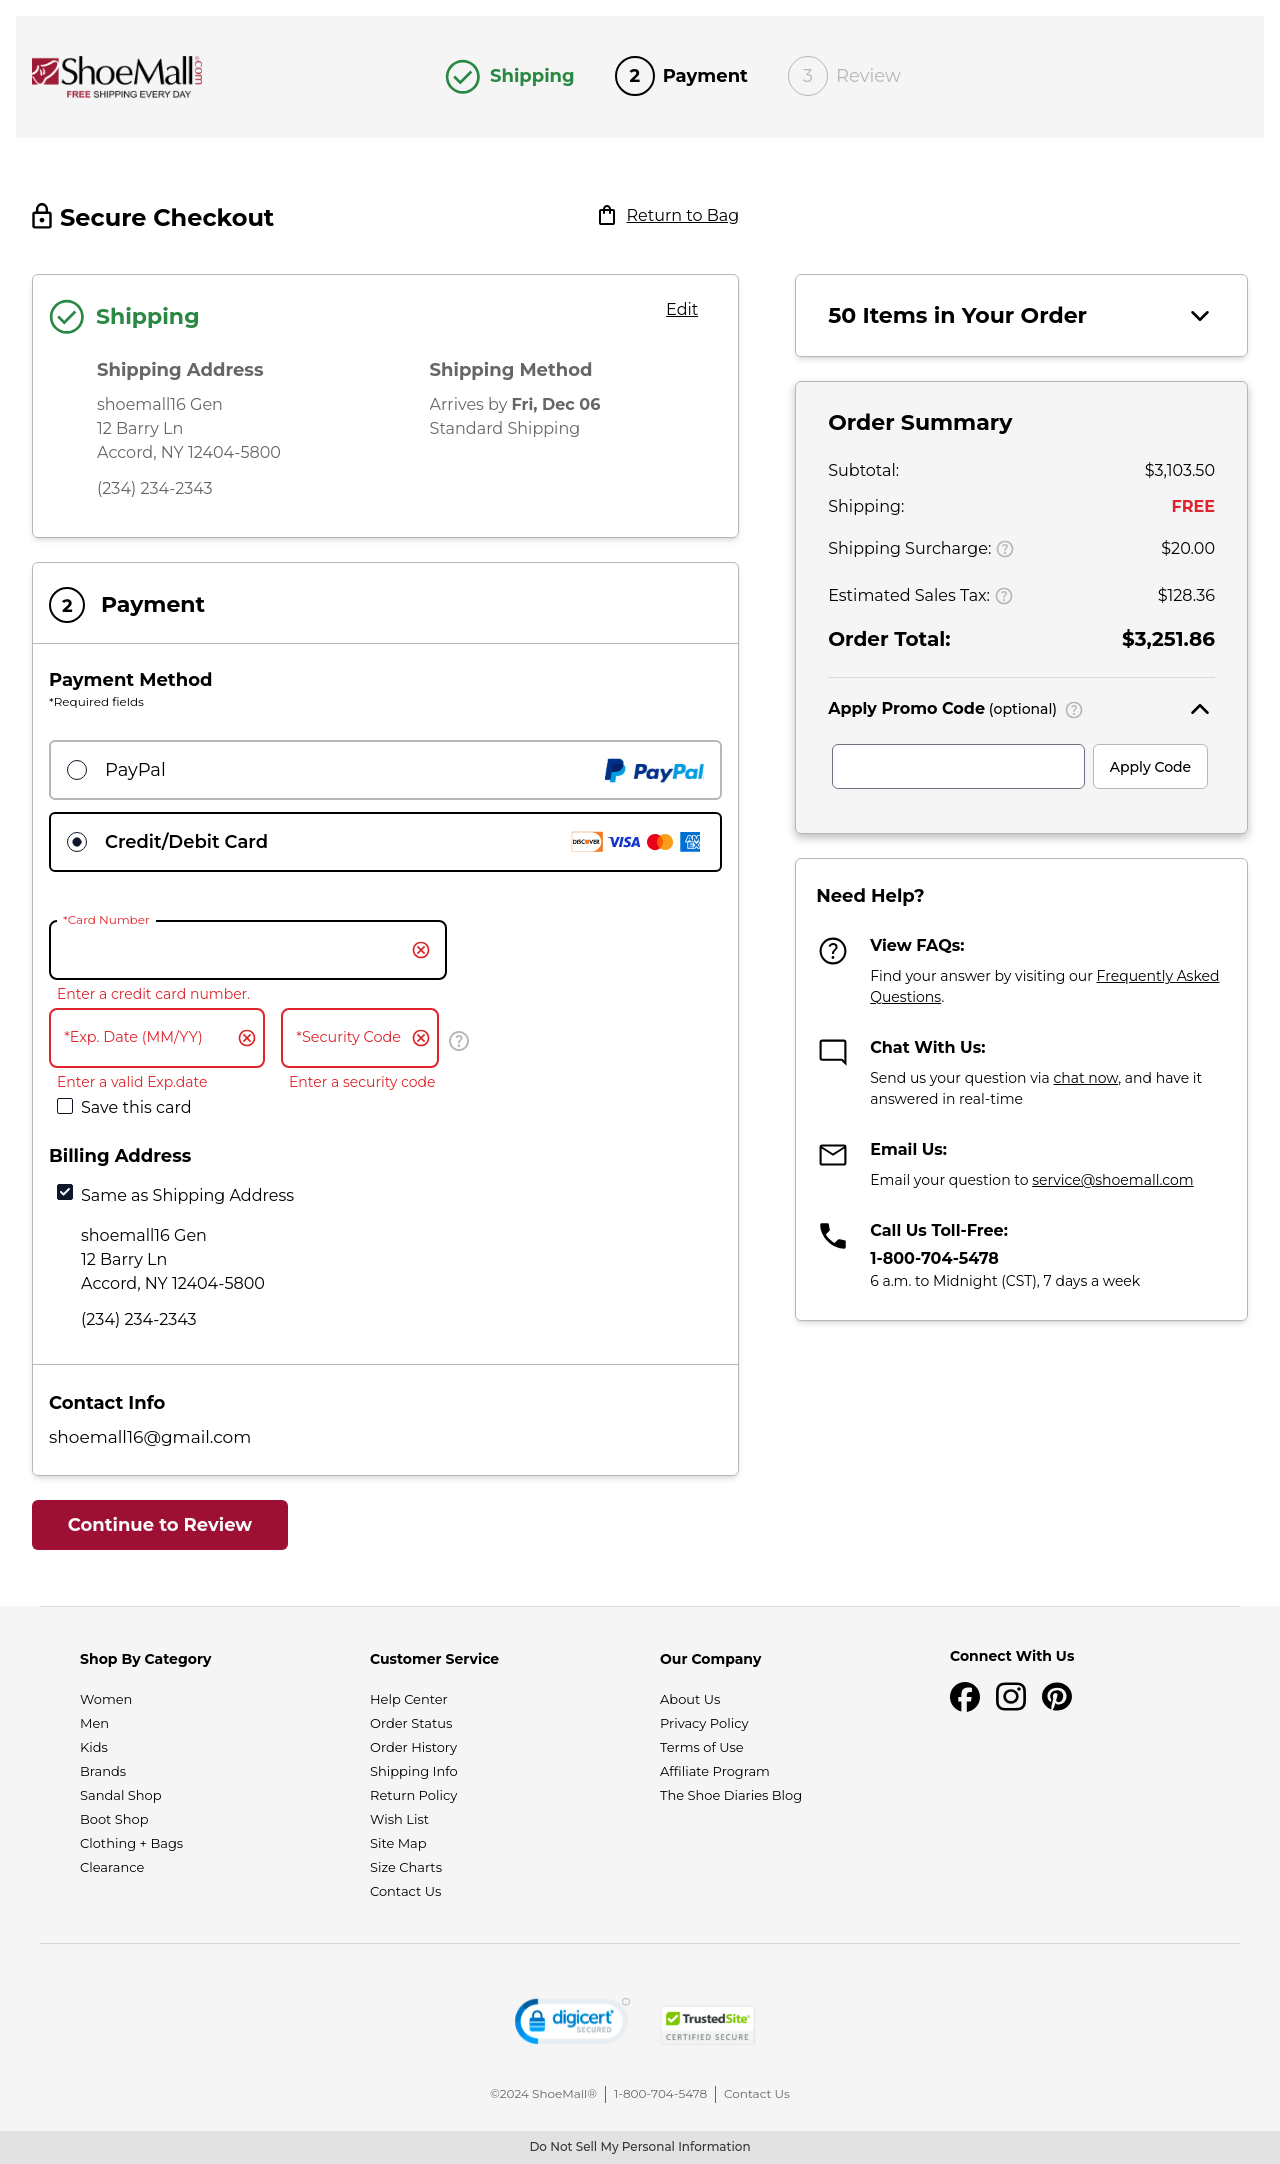 ShoeMall.com
FREE SHIPPING EVERY DAY
Shipping
2 Payment
3 Review
Secure Checkout
Return to Bag
Shipping
Edit
Shipping Address
shoemall16 Gen
12 Barry Ln
Accord, NY 12404-5800
(234) 234-2343
Shipping Method
Arrives by Fri, Dec 06
Standard Shipping
2 Payment
Payment Method
*Required fields
PayPal
PayPal
Credit/Debit Card
DISCOVER VISA AMEX
*Card Number
Enter a credit card number.
*Exp. Date (MM/YY)
*Security Code
Enter a valid Exp.date
Enter a security code
Save this card
Billing Address
Same as Shipping Address
shoemall16 Gen
12 Barry Ln
Accord, NY 12404-5800
(234) 234-2343
Contact Info
shoemall16@gmail.com
Continue to Review
50 Items in Your Order
Order Summary
Subtotal: $3,103.50
Shipping: FREE
Shipping Surcharge: $20.00
Estimated Sales Tax: $128.36
Order Total: $3,251.86
Apply Promo Code (optional)
Apply Code
Need Help?
View FAQs:
Find your answer by visiting our Frequently Asked
Questions.
Chat With Us:
Send us your question via chat now, and have it
answered in real-time
Email Us:
Email your question to service@shoemall.com
Call Us Toll-Free:
1-800-704-5478
6 a.m. to Midnight (CST), 7 days a week
Shop By Category
Women
Men
Kids
Brands
Sandal Shop
Boot Shop
Clothing + Bags
Clearance
Customer Service
Help Center
Order Status
Order History
Shipping Info
Return Policy
Wish List
Site Map
Size Charts
Contact Us
Our Company
About Us
Privacy Policy
Terms of Use
Affiliate Program
The Shoe Diaries Blog
Connect With Us
digicert
SECURED
TrustedSite
CERTIFIED SECURE
©2024 ShoeMall® | 1-800-704-5478 | Contact Us
Do Not Sell My Personal Information